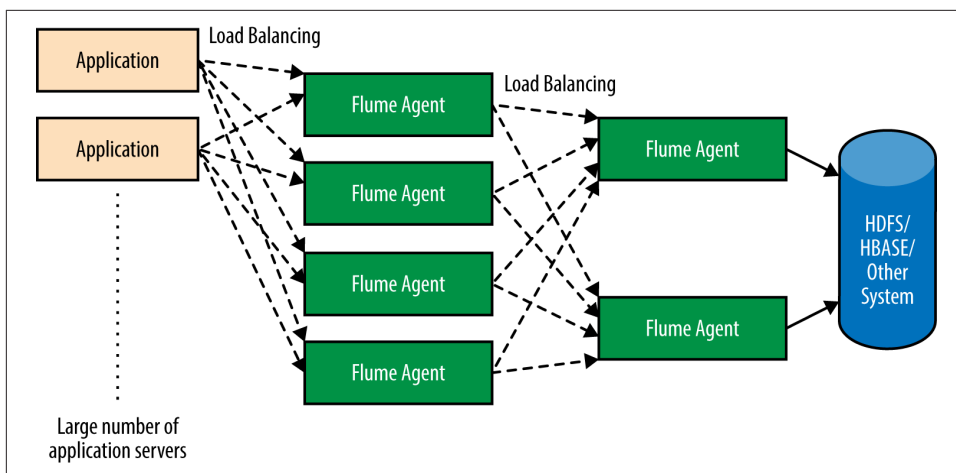 Load Balancing
Application
Application
Large number of
application servers
Flume Agent
Flume Agent
Flume Agent
Flume Agent
Load Balancing
Flume Agent
Flume Agent
HDFS/
HBASE/
Other
System